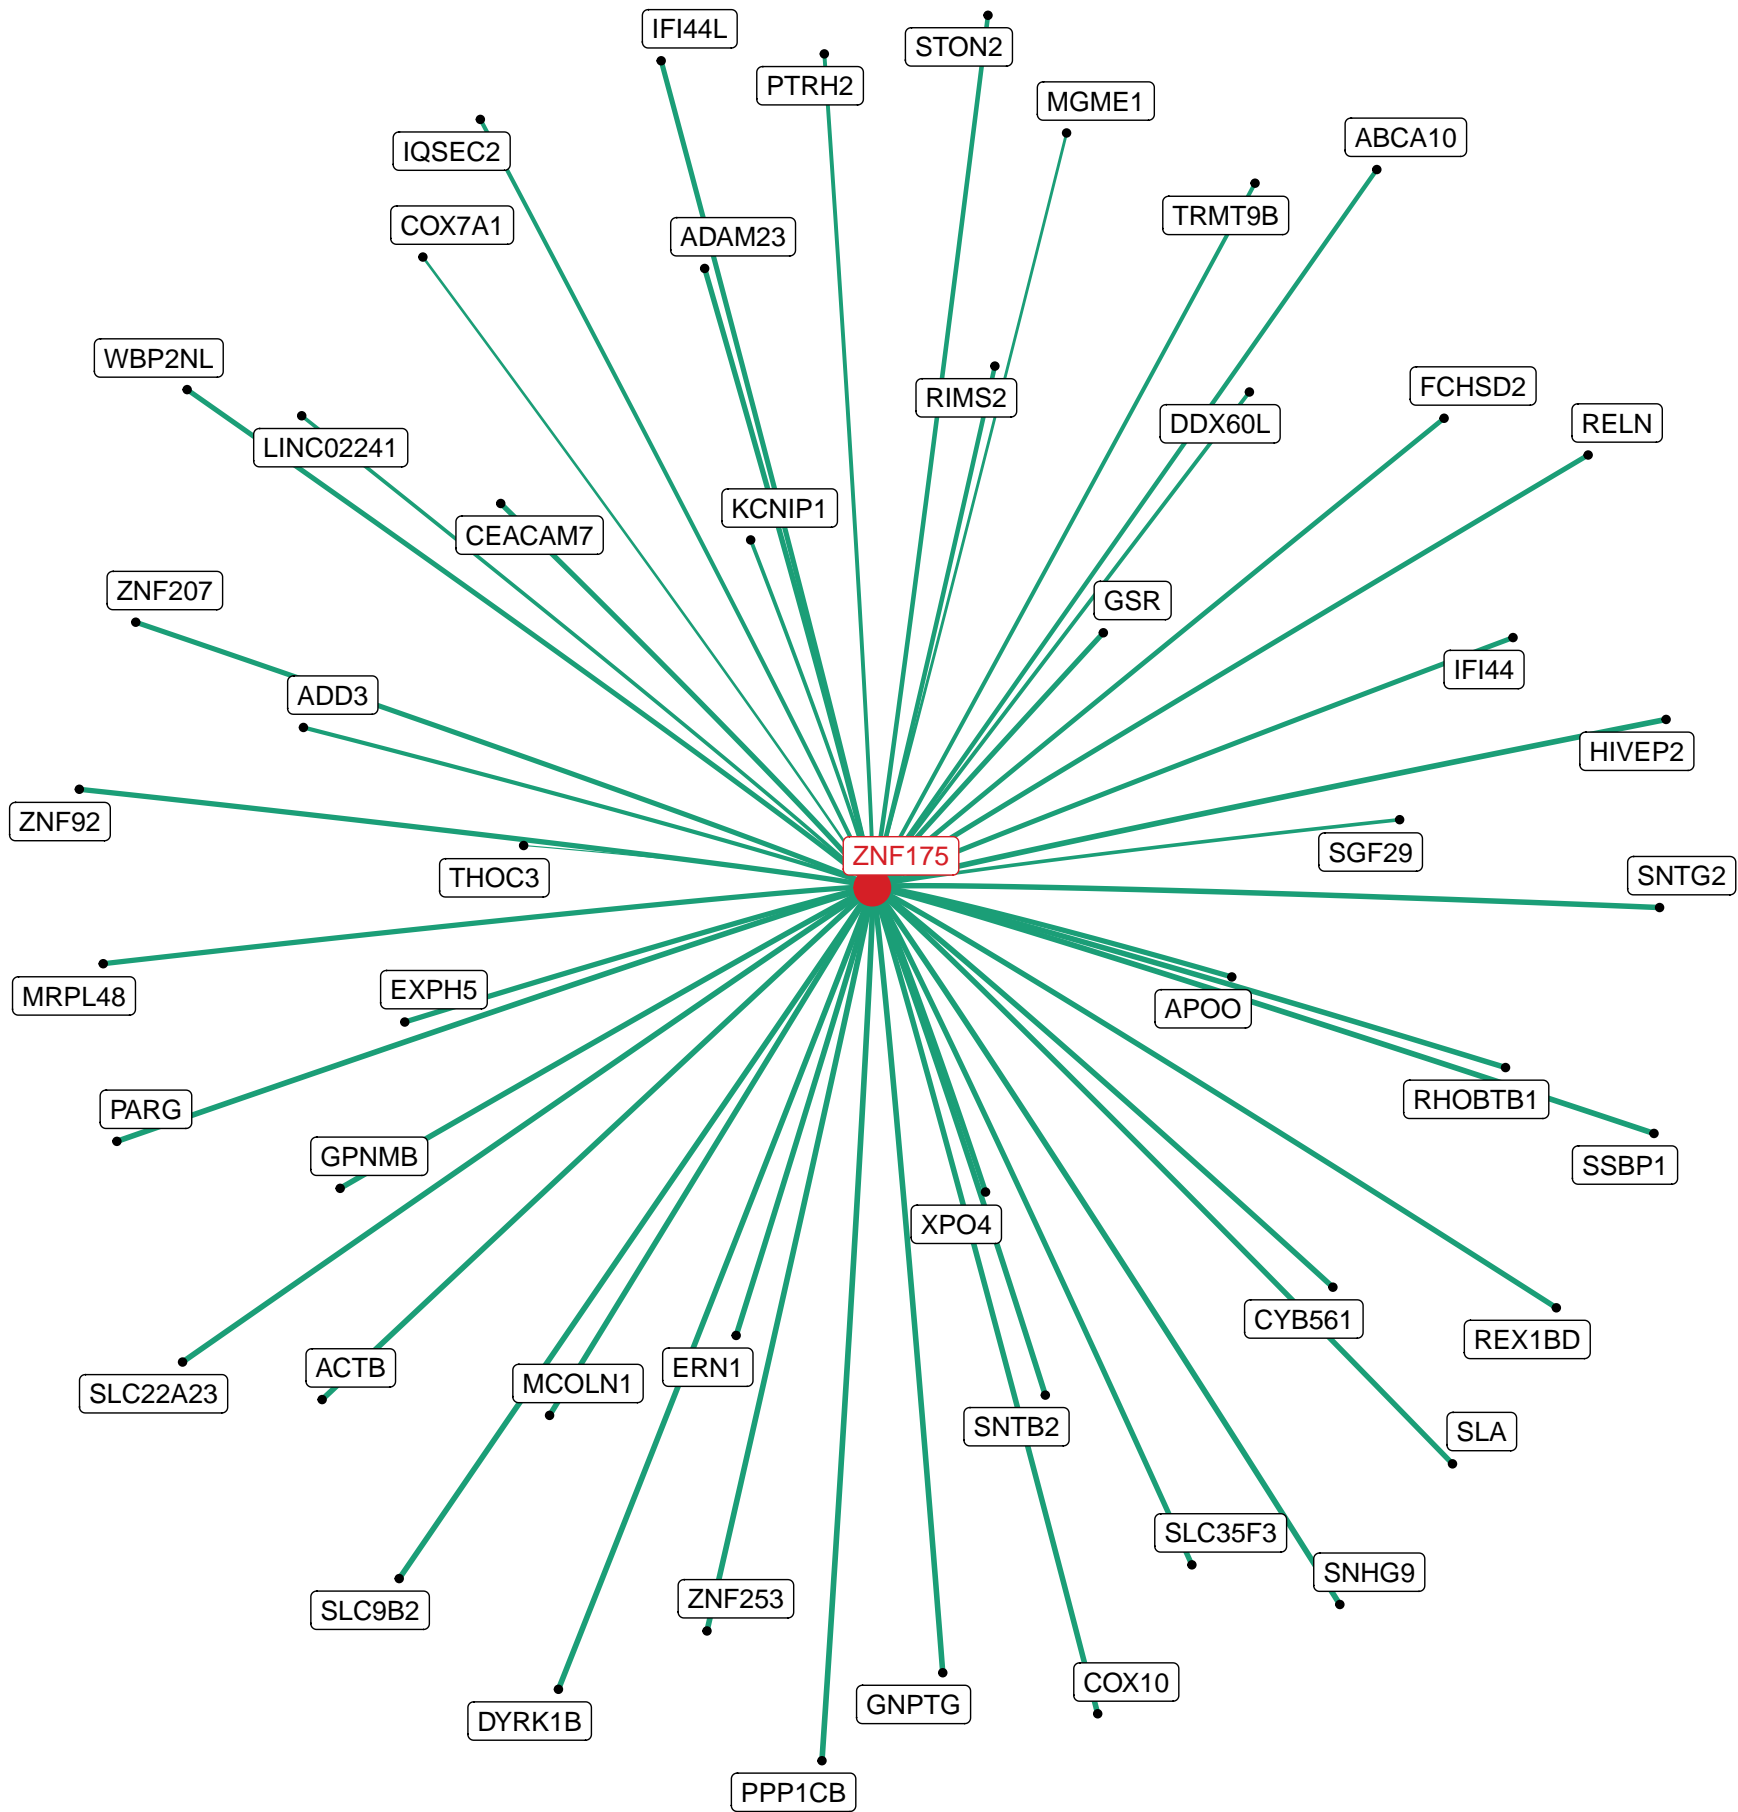 IFI44L
STON2
PTRH2
MGME1
ABCA10
IQSEC2
TRMT9B
COX7A1
ADAM23
WBP2NL
FCHSD2
RIMS2
RELN
DDX60L
LINC02241
KCNIP1
CEACAM7
ZNF207
GSR
IFI44
ADD3
HIVEP2
ZNF92
SGF29
ZNF175
THOC3
SNTG2
EXPH5
MRPL48
APOO
RHOBTB1
PARG
GPNMB
SSBP1
XPO4
CYB561
REX1BD
ACTB
ERN1
MCOLN1
SLC22A23
SNTB2
SLA
SLC35F3
SNHG9
ZNF253
SLC9B2
COX10
GNPTG
DYRK1B
PPP1CB